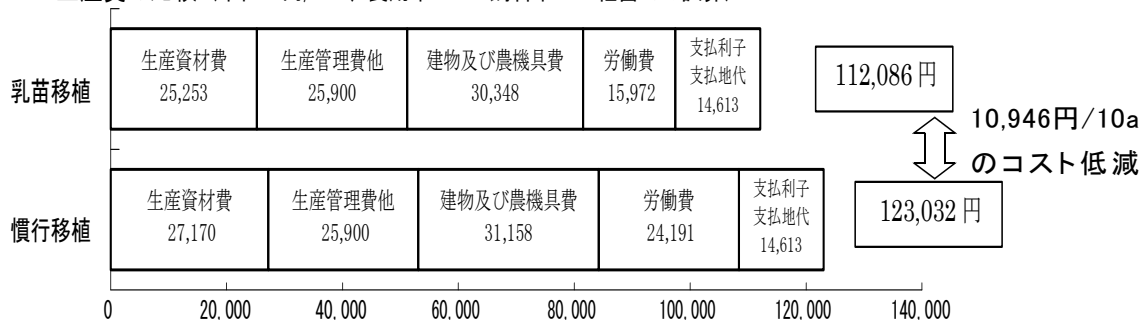 乳苗移植
生産資材費
25,253
生産管理費他
25,900
建物及び農機具費
30,348
労働費
15,972
支払利子
支払地代
14,613
112,086 円
10,946円/10a
のコスト低減
慣行移植
生産資材費
27,170
生産管理費他
25,900
建物及び農機具費
31,158
労働費
24,191
支払利子
支払地代
14,613
123,032 円
0 20,000 40,000 60,000 80,000 100,000 120,000 140,000